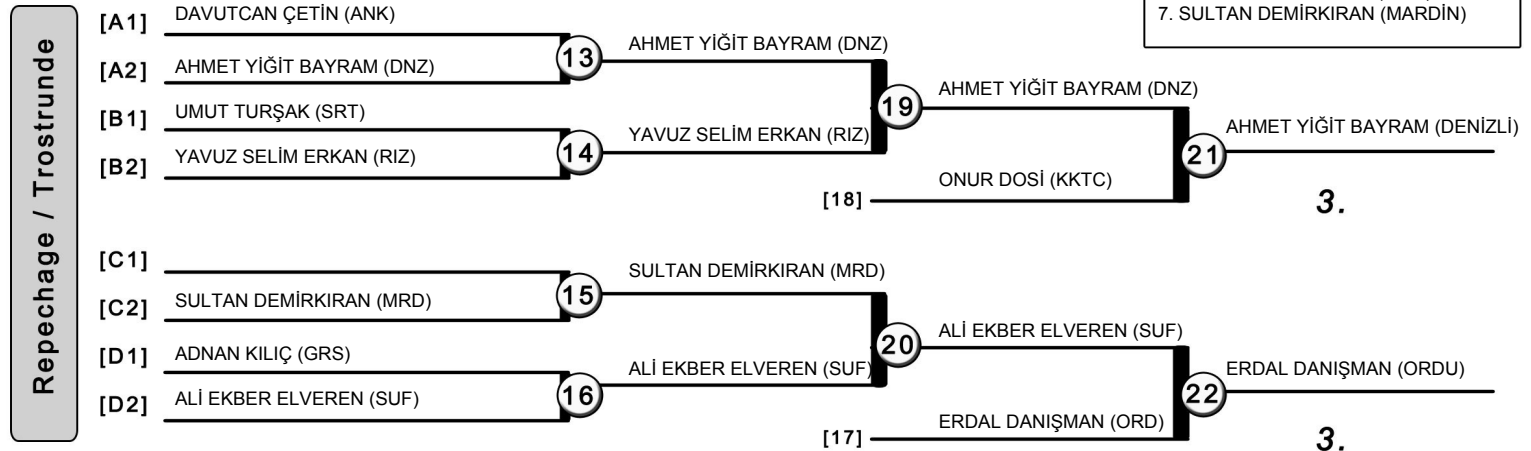 7. SULTAN DEMİRKIRAN (MARDİN)
Repechage / Trostrunde
[A1] DAVUTCAN ÇETİN (ANK)
[A2] AHMET YİĞİT BAYRAM (DNZ)
13
AHMET YİĞİT BAYRAM (DNZ)
[B1] UMUT TURŞAK (SRT)
[B2] YAVUZ SELİM ERKAN (RIZ)
14
YAVUZ SELİM ERKAN (RIZ)
19
AHMET YİĞİT BAYRAM (DNZ)
[18] ONUR DOSİ (KKTC)
21
AHMET YİĞİT BAYRAM (DENİZLİ)
3.
[C1]
[C2] SULTAN DEMİRKIRAN (MRD)
15
SULTAN DEMİRKIRAN (MRD)
[D1] ADNAN KILIÇ (GRS)
[D2] ALİ EKBER ELVEREN (SUF)
16
ALİ EKBER ELVEREN (SUF)
20
ALİ EKBER ELVEREN (SUF)
[17] ERDAL DANIŞMAN (ORD)
22
ERDAL DANIŞMAN (ORDU)
3.